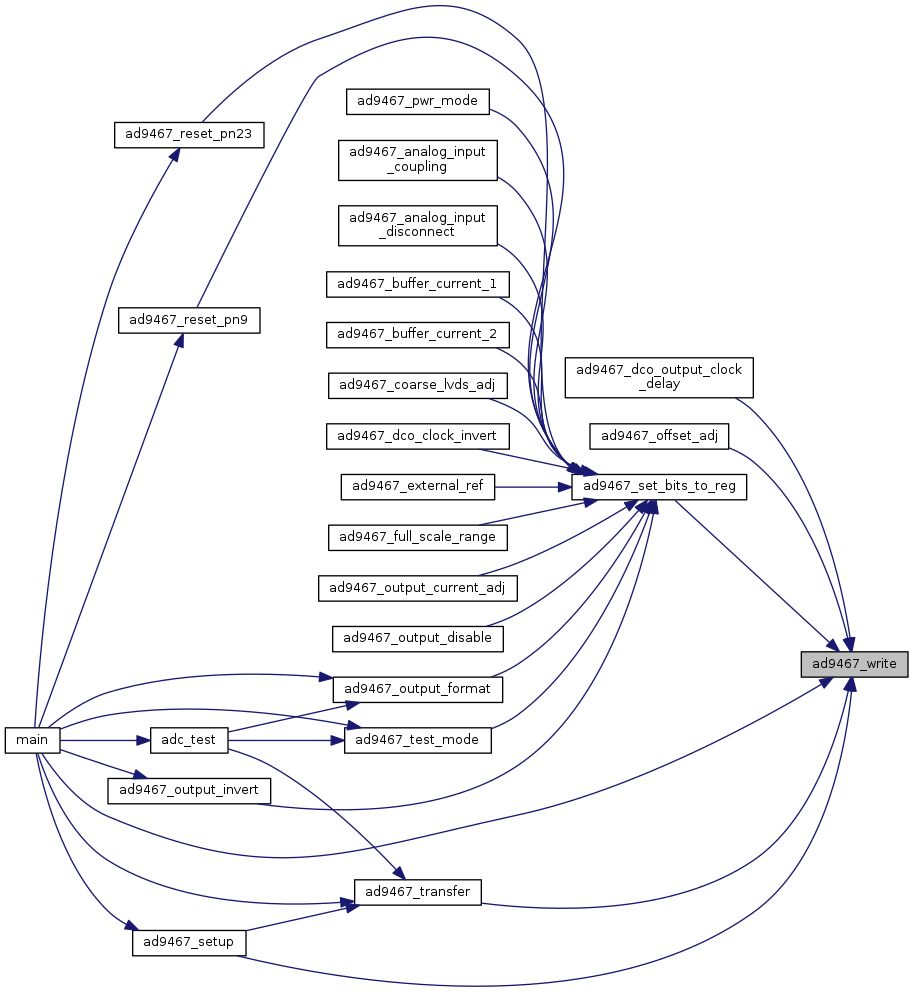 ad9467_pwr_mode
ad9467_reset_pn23
ad9467_analog_input
_coupling
ad9467_analog_input
_disconnect
ad9467_buffer_current_1
ad9467_reset_pn9
ad9467_buffer_current_2
ad9467_dco_output_clock
_delay
ad9467_coarse_lvds_adj
ad9467_dco_clock_invert
ad9467_offset_adj
ad9467_external_ref
ad9467_set_bits_to_reg
ad9467_full_scale_range
ad9467_output_current_adj
ad9467_output_disable
ad9467_write
ad9467_output_format
main
adc_test
ad9467_test_mode
ad9467_output_invert
ad9467_transfer
ad9467_setup